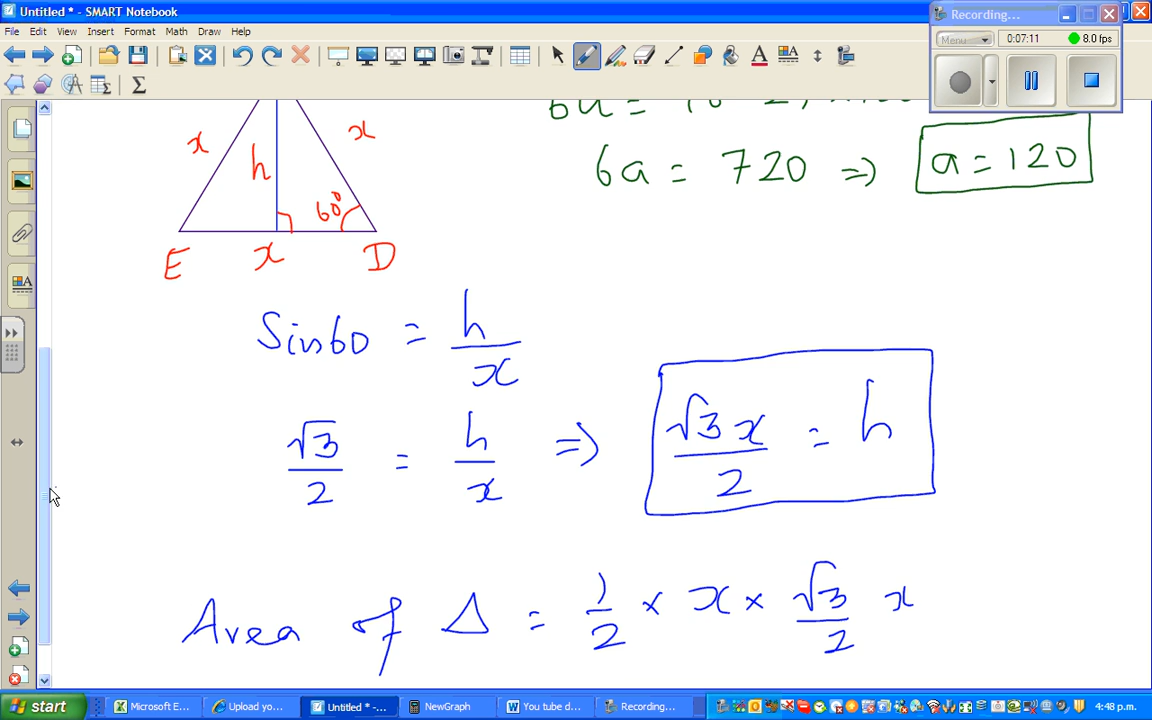 Untitled * - SMART Notebook
Recording...
File Edit View Insert Format Math Draw Help
Menu
0:07:11
8.0 fps
6a = 720 => a = 120
x
x
h
60°
E x D
Sin60 = h/x
√3/2 = h/x => √3x/2 = h
Area of Δ = 1/2 × x × √3/2 x
start
Microsoft E...
Upload yo...
Untitled * -...
NewGraph
You tube d...
Recording...
4:48 p.m.